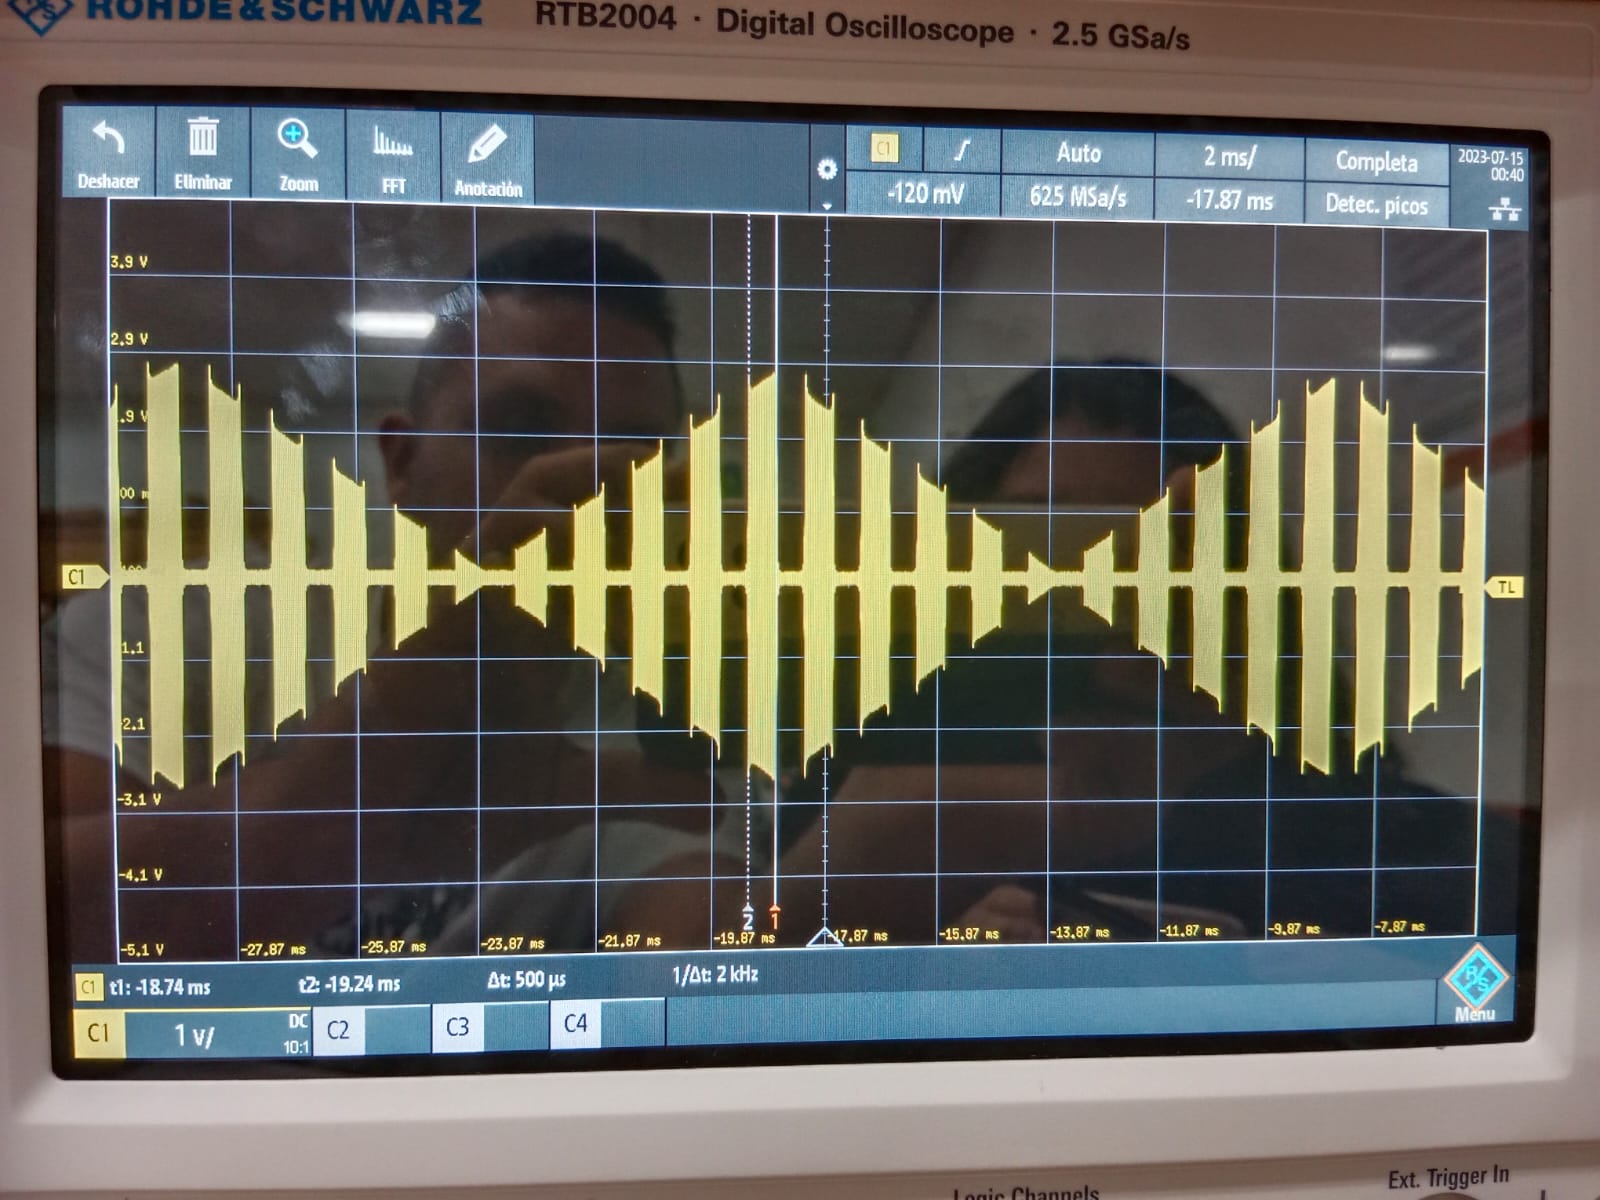 ROHDE & SCHWARZ RTB2004 · Digital Oscilloscope · 2.5 GSa/s
Deshacer Eliminar Zoom FFT Anotación
C1 Auto 2 ms/ Completa 2023-07-15
00:40
-120 mV 625 MSa/s -17.87 ms Detec. picos
3.9 V
2.9 V
.9 V
00 m
C1
TL
1.1
-2.1
-3.1 V
-4.1 V
2 1
-5.1 V -27.87 ms -25.87 ms -23.87 ms -21.87 ms -19.87 ms 17.87 ms -15.87 ms -13.87 ms -11.87 ms -9.87 ms -7.87 ms
C1 t1: -18.74 ms t2: -19.24 ms Δt: 500 µs 1/Δt: 2 kHz
R/S
Menu
C1 1 V/ DC
10:1
C2 C3 C4
Ext. Trigger In
Logic Channels